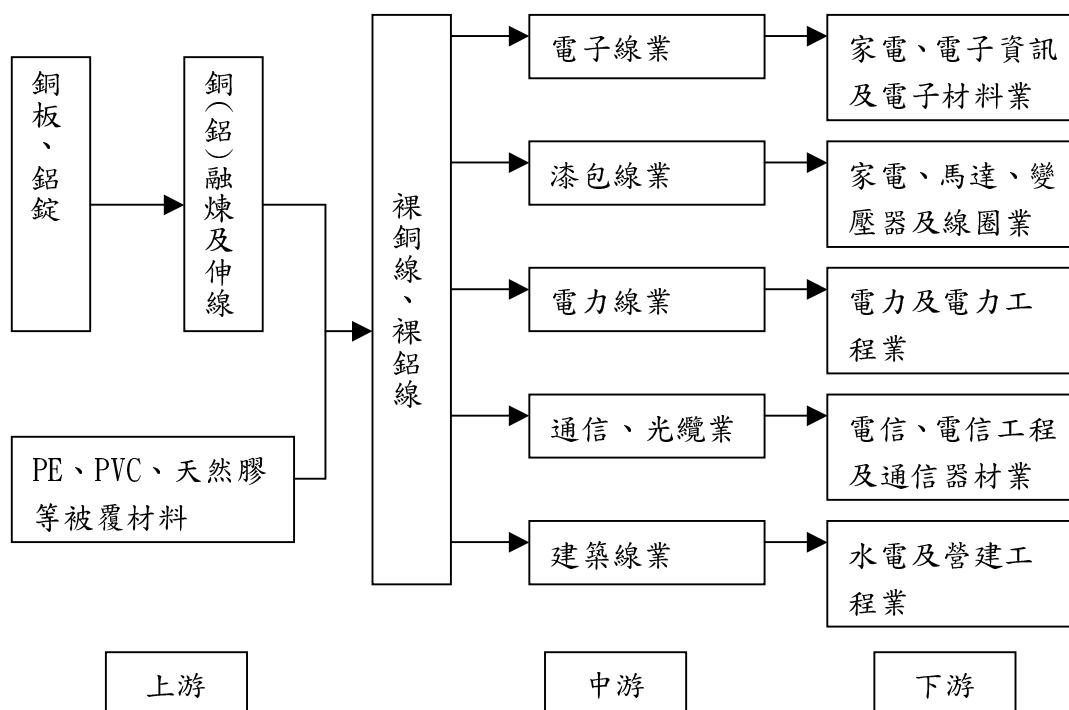 銅板、鋁錠
銅(鋁)融煉及伸線
PE、PVC、天然膠
等被覆材料
裸銅線、裸鋁線
電子線業
家電、電子資訊
及電子材料業
漆包線業
家電、馬達、變
壓器及線圈業
電力線業
電力及電力工
程業
通信、光纜業
電信、電信工程
及通信器材業
建築線業
水電及營建工
程業
上游
中游
下游